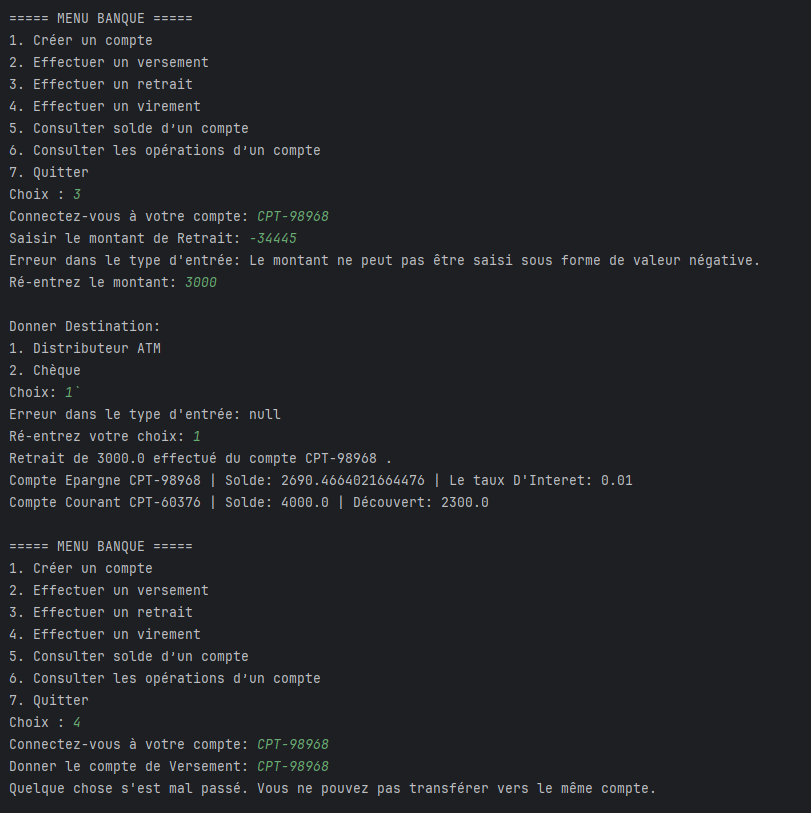 ===== MENU BANQUE =====
1. Créer un compte
2. Effectuer un versement
3. Effectuer un retrait
4. Effectuer un virement
5. Consulter solde d’un compte
6. Consulter les opérations d’un compte
7. Quitter
Choix : 3
Connectez-vous à votre compte: CPT-98968
Saisir le montant de Retrait: -34445
Erreur dans le type d'entrée: Le montant ne peut pas être saisi sous forme de valeur négative.
Ré-entrez le montant: 3000
Donner Destination:
1. Distributeur ATM
2. Chèque
Choix: 1`
Erreur dans le type d'entrée: null
Ré-entrez votre choix: 1
Retrait de 3000.0 effectué du compte CPT-98968 .
Compte Epargne CPT-98968 | Solde: 2690.4664021664476 | Le taux D'Interet: 0.01
Compte Courant CPT-60376 | Solde: 4000.0 | Découvert: 2300.0
===== MENU BANQUE =====
1. Créer un compte
2. Effectuer un versement
3. Effectuer un retrait
4. Effectuer un virement
5. Consulter solde d’un compte
6. Consulter les opérations d’un compte
7. Quitter
Choix : 4
Connectez-vous à votre compte: CPT-98968
Donner le compte de Versement: CPT-98968
Quelque chose s'est mal passé. Vous ne pouvez pas transférer vers le même compte.